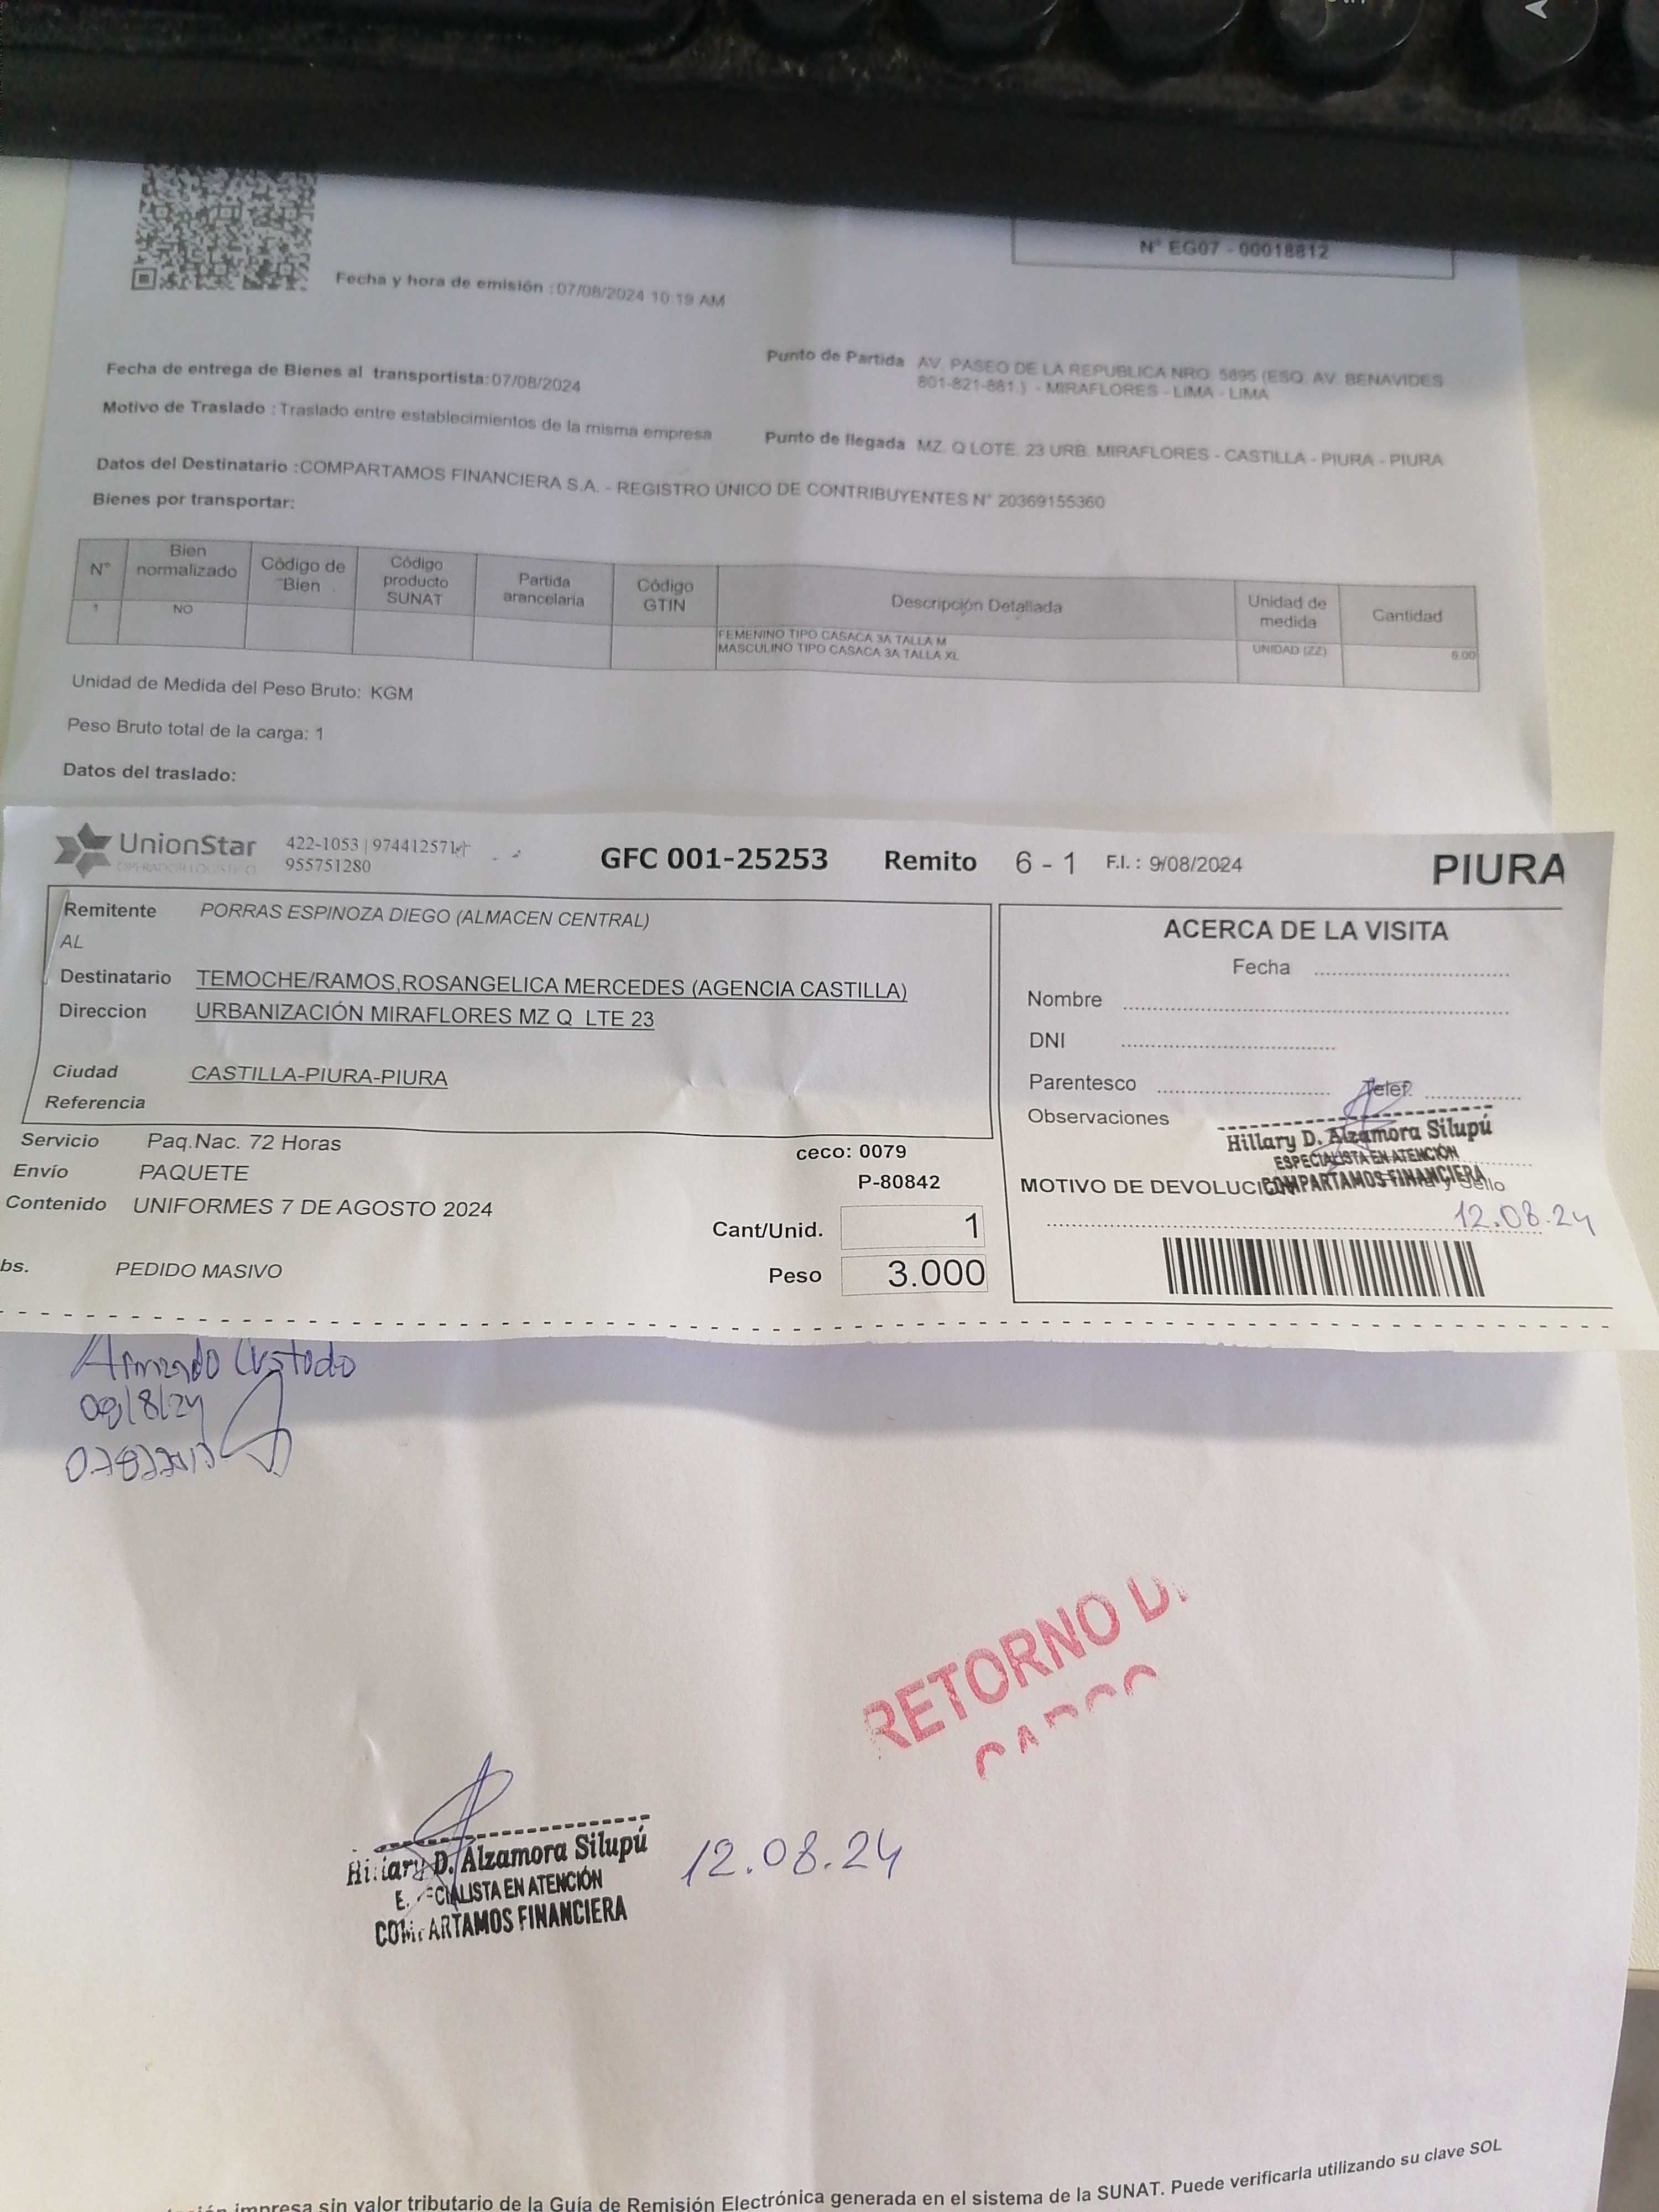 N° EG07 - 00018812
Fecha y hora de emisión : 07/08/2024 10:19 AM
Fecha de entrega de Bienes al transportista: 07/08/2024
Punto de Partida AV. PASEO DE LA REPUBLICA NRO. 5895 (ESQ. AV. BENAVIDES
801-821-881.) - MIRAFLORES - LIMA - LIMA
Motivo de Traslado : Traslado entre establecimientos de la misma empresa
Punto de llegada MZ. Q LOTE. 23 URB. MIRAFLORES - CASTILLA - PIURA - PIURA
Datos del Destinatario : COMPARTAMOS FINANCIERA S.A. - REGISTRO ÚNICO DE CONTRIBUYENTES N° 20369155360
Bienes por transportar:
N° Bien normalizado Código de Bien Código producto SUNAT Partida arancelaria Código GTIN Descripción Detallada Unidad de medida Cantidad
1 NO FEMENINO TIPO CASACA 3A TALLA M
MASCULINO TIPO CASACA 3A TALLA XL UNIDAD (ZZ) 6.00
Unidad de Medida del Peso Bruto: KGM
Peso Bruto total de la carga: 1
Datos del traslado:
UnionStar 422-1053 | 974412571
OPERADOR LOGISTICO 955751280
GFC 001-25253 Remito 6 - 1 F.I. : 9/08/2024 PIURA
Remitente PORRAS ESPINOZA DIEGO (ALMACEN CENTRAL)
AL
Destinatario TEMOCHE/RAMOS,ROSANGELICA MERCEDES (AGENCIA CASTILLA)
Direccion URBANIZACIÓN MIRAFLORES MZ Q LTE 23
Ciudad CASTILLA-PIURA-PIURA
Referencia
Servicio Paq.Nac. 72 Horas
ceco: 0079
Envío PAQUETE
P-80842
Contenido UNIFORMES 7 DE AGOSTO 2024
Cant/Unid. 1
Peso 3.000
bs. PEDIDO MASIVO
ACERCA DE LA VISITA
Fecha
Nombre
DNI
Parentesco Telef.
Observaciones
Hillary D. Alzamora Silupú
ESPECIALISTA EN ATENCIÓN
COMPARTAMOS FINANCIERA
MOTIVO DE DEVOLUCI y Sello
12.08.24
RETORNO D
CARGO
Hillary D. Alzamora Silupú
E. CIALISTA EN ATENCIÓN
COMPARTAMOS FINANCIERA
12.08.24
impresa sin valor tributario de la Guía de Remisión Electrónica generada en el sistema de la SUNAT. Puede verificarla utilizando su clave SOL